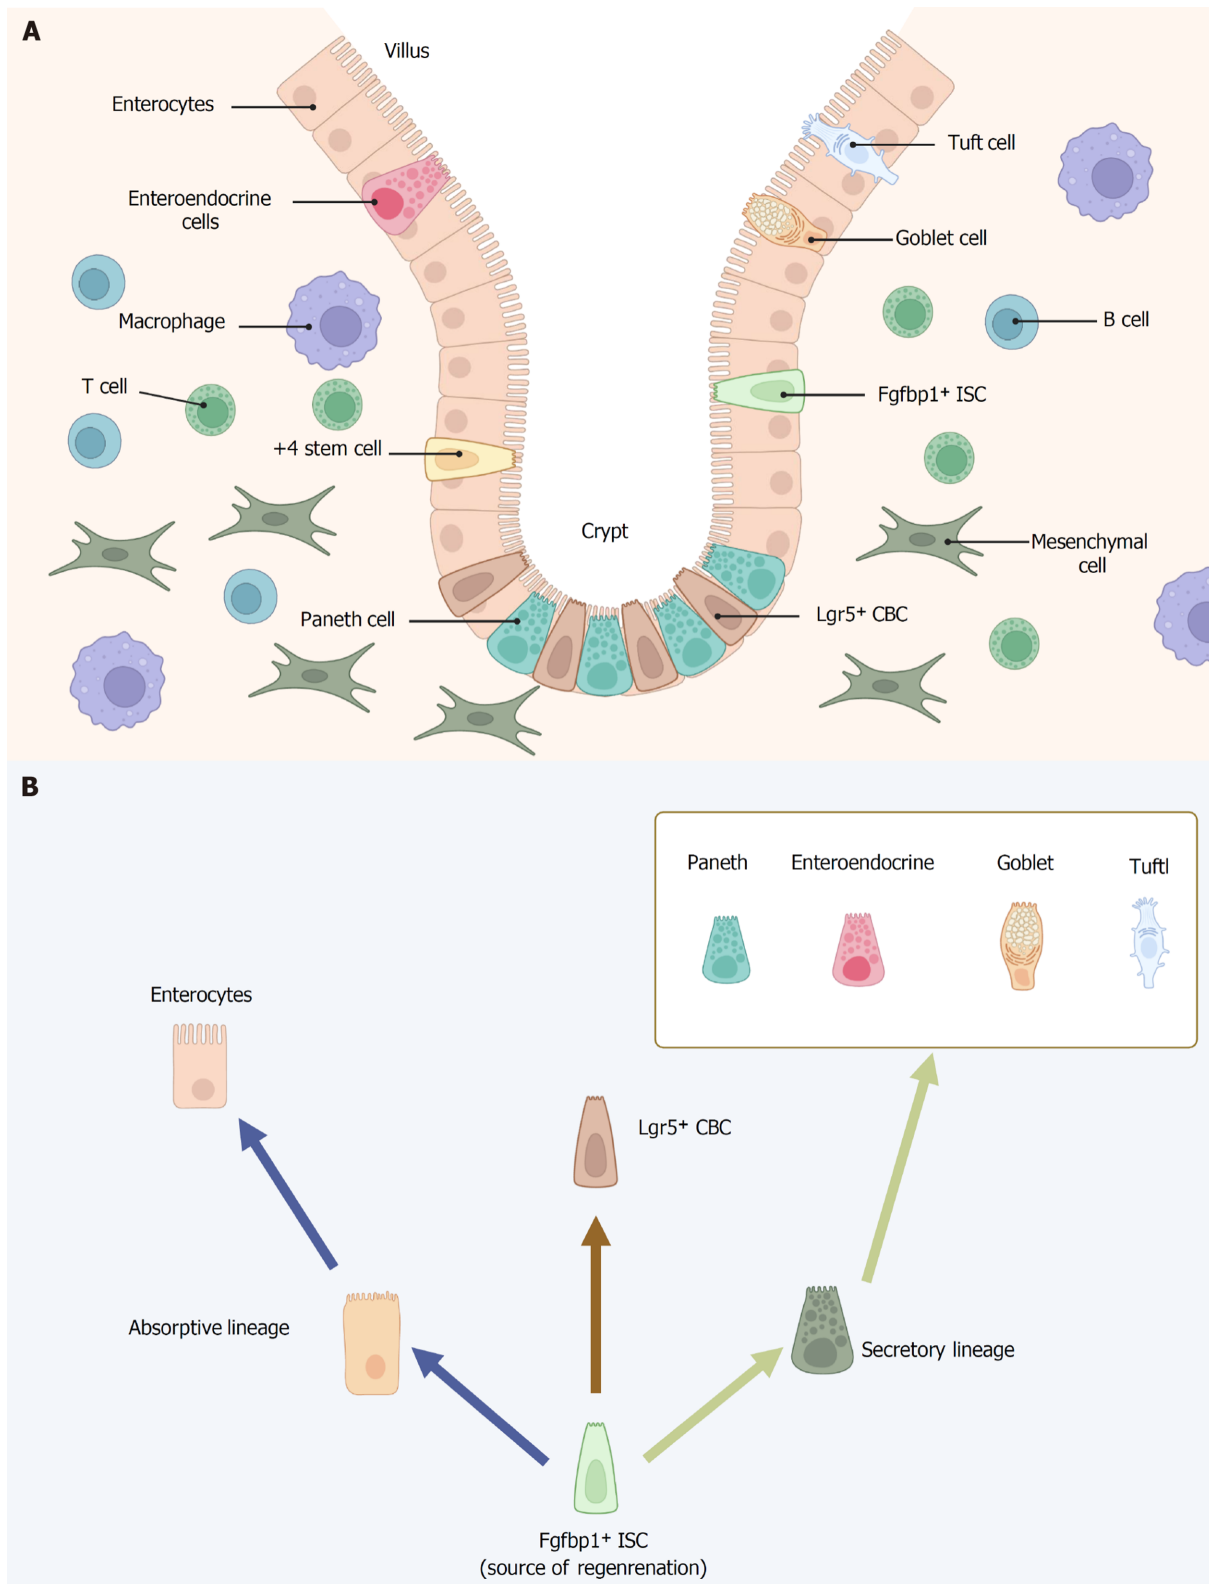 A
Villus
Enterocytes
Tuft cell
Enteroendocrine
cells
Goblet cell
Macrophage
B cell
T cell
Fgfbp1⁺ ISC
+4 stem cell
Crypt
Mesenchymal
cell
Paneth cell
Lgr5⁺ CBC
B
Paneth
Enteroendocrine
Goblet
Tuftl
Enterocytes
Lgr5⁺ CBC
Absorptive lineage
Secretory lineage
Fgfbp1⁺ ISC
(source of regenrenation)